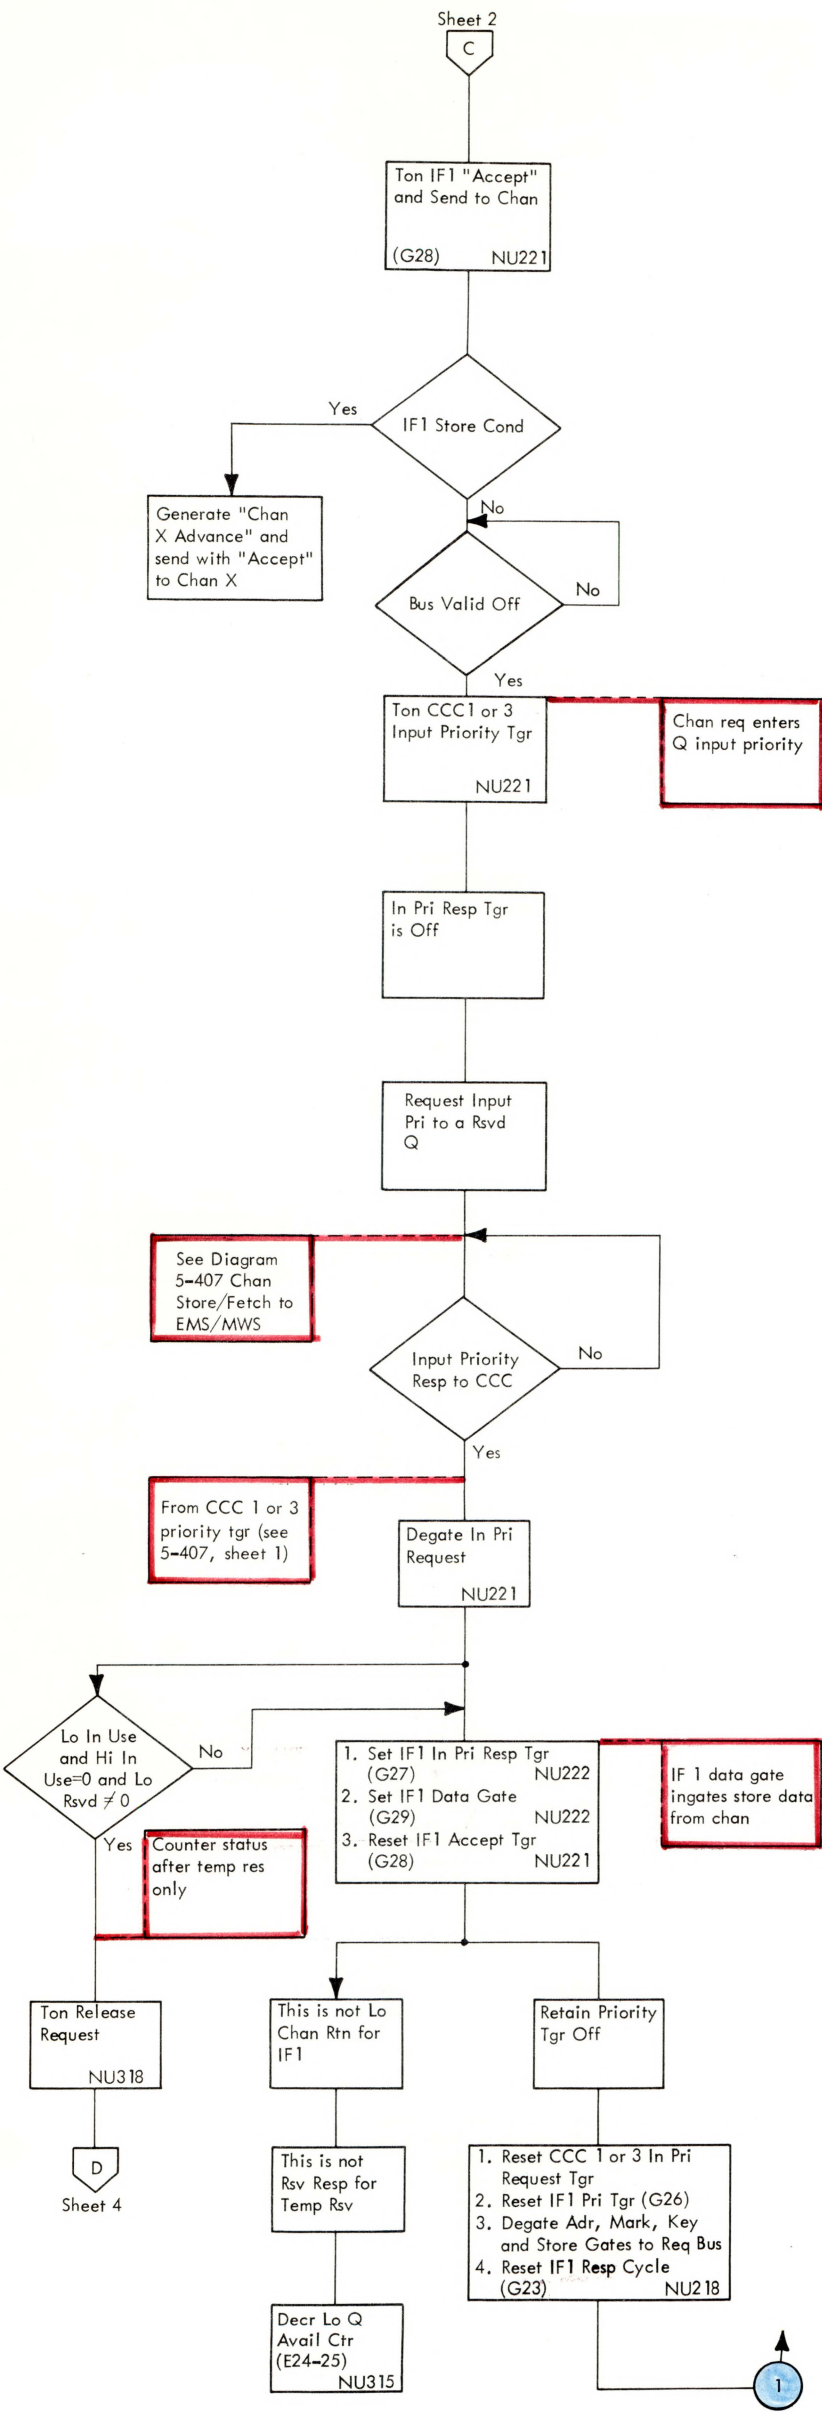 Sheet 2
C
Ton IF1 "Accept"
and Send to Chan
(G28) NU221
IF1 Store Cond
Yes
No
Generate "Chan
X Advance" and
send with "Accept"
to Chan X
Bus Valid Off
No
Yes
Ton CCC1 or 3
Input Priority Tgr
NU221
Chan req enters
Q input priority
In Pri Resp Tgr
is Off
Request Input
Pri to a Rsvd
Q
See Diagram
5-407 Chan
Store/Fetch to
EMS/MWS
Input Priority
Resp to CCC
No
Yes
From CCC 1 or 3
priority tgr (see
5-407, sheet 1)
Degate In Pri
Request
NU221
Lo In Use
and Hi In
Use=0 and Lo
Rsvd ≠ 0
No
Yes
Counter status
after temp res
only
1. Set IF1 In Pri Resp Tgr
(G27) NU222
2. Set IF1 Data Gate
(G29) NU222
3. Reset IF1 Accept Tgr
(G28) NU221
IF 1 data gate
ingates store data
from chan
Ton Release
Request
NU318
D
Sheet 4
This is not Lo
Chan Rtn for
IF1
Retain Priority
Tgr Off
This is not
Rsv Resp for
Temp Rsv
1. Reset CCC 1 or 3 In Pri
Request Tgr
2. Reset IF1 Pri Tgr (G26)
3. Degate Adr, Mark, Key
and Store Gates to Req Bus
4. Reset IF1 Resp Cycle
(G23) NU218
Decr Lo Q
Avail Ctr
(E24-25)
NU315
1